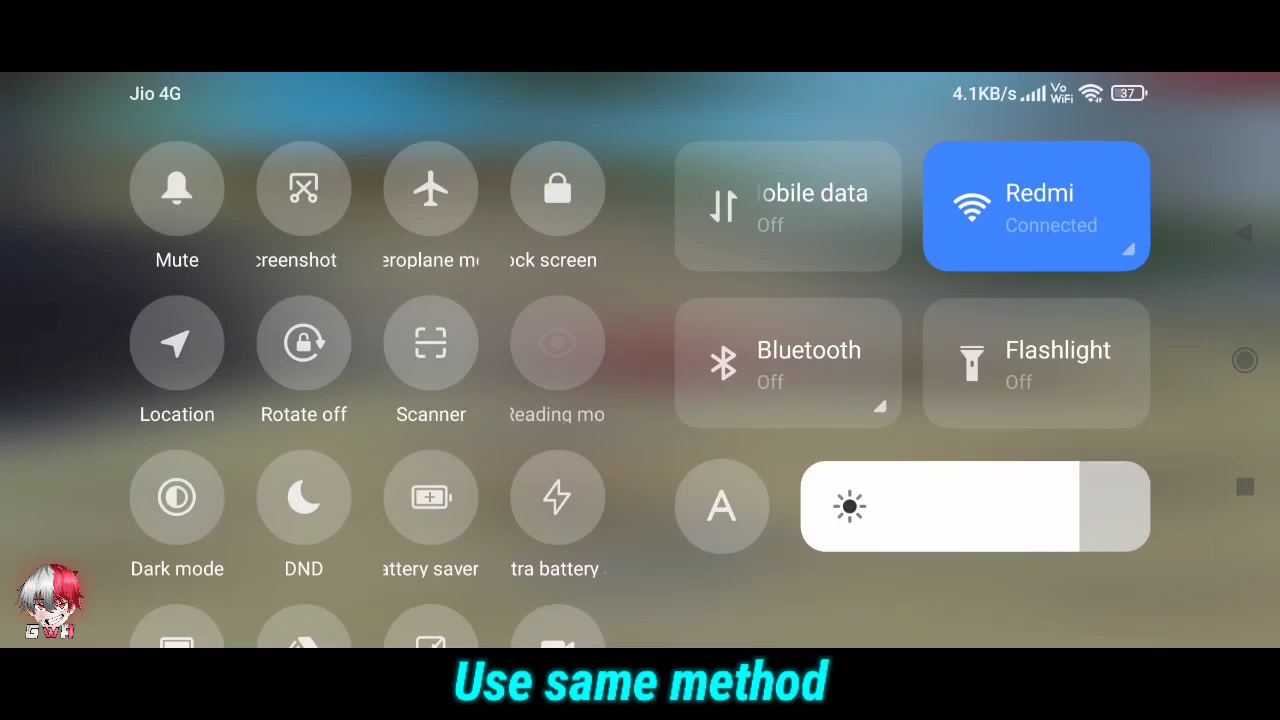 Jio 4G
4.1KB/s Vo WiFi 37
Mute
creenshot
eroplane m
ock screen
obile data
Off
Redmi
Connected
Location
Rotate off
Scanner
Reading mo
Bluetooth
Off
Flashlight
Off
Dark mode
DND
attery saver
tra battery
A
GWA
Use same method